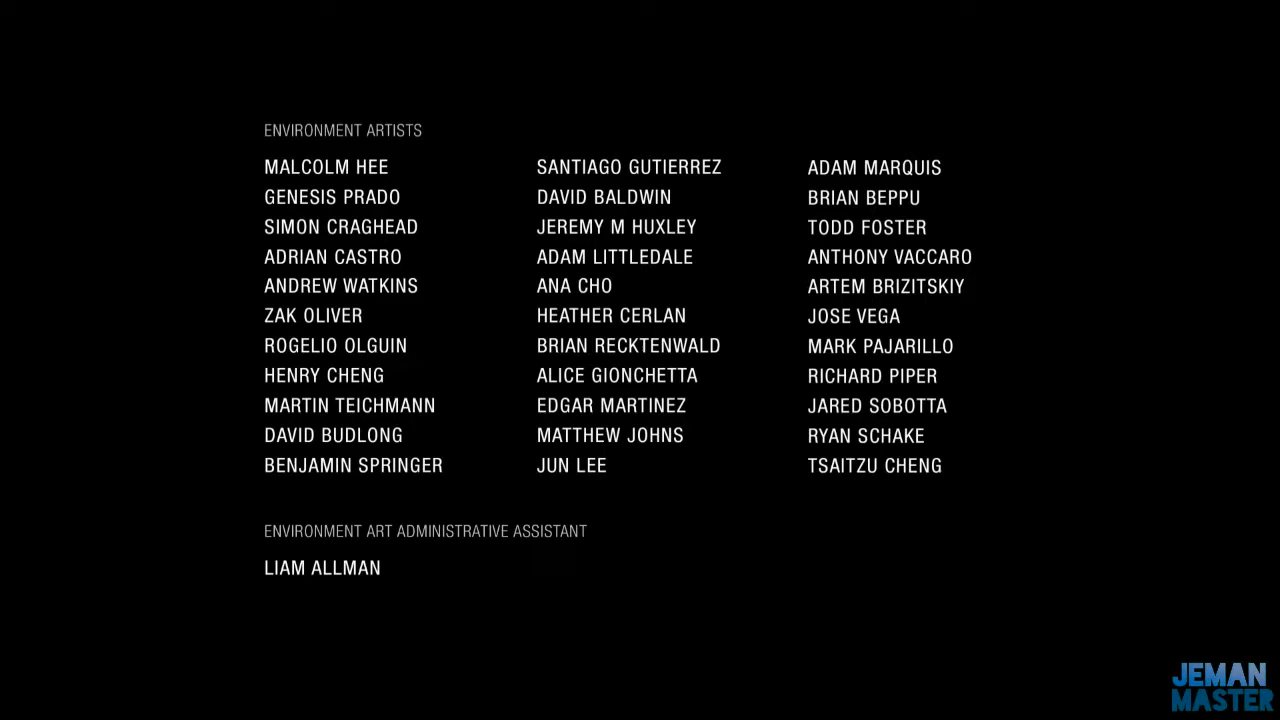 ENVIRONMENT ARTISTS
MALCOLM HEE
GENESIS PRADO
SIMON CRAGHEAD
ADRIAN CASTRO
ANDREW WATKINS
ZAK OLIVER
ROGELIO OLGUIN
HENRY CHENG
MARTIN TEICHMANN
DAVID BUDLONG
BENJAMIN SPRINGER
SANTIAGO GUTIERREZ
DAVID BALDWIN
JEREMY M HUXLEY
ADAM LITTLEDALE
ANA CHO
HEATHER CERLAN
BRIAN RECKTENWALD
ALICE GIONCHETTA
EDGAR MARTINEZ
MATTHEW JOHNS
JUN LEE
ADAM MARQUIS
BRIAN BEPPU
TODD FOSTER
ANTHONY VACCARO
ARTEM BRIZITSKIY
JOSE VEGA
MARK PAJARILLO
RICHARD PIPER
JARED SOBOTTA
RYAN SCHAKE
TSAITZU CHENG
ENVIRONMENT ART ADMINISTRATIVE ASSISTANT
LIAM ALLMAN
JEMAN
MASTER